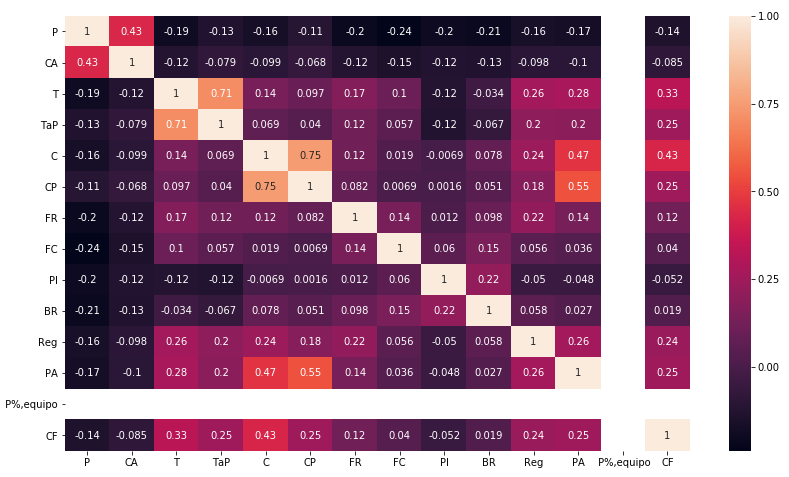 P 1 0.43 -0.19 -0.13 -0.16 -0.11 -0.2 -0.24 -0.2 -0.21 -0.16 -0.17 -0.14
CA 0.43 1 -0.12 -0.079 -0.099 -0.068 -0.12 -0.15 -0.12 -0.13 -0.098 -0.1 -0.085
T -0.19 -0.12 1 0.71 0.14 0.097 0.17 0.1 -0.12 -0.034 0.26 0.28 0.33
TaP -0.13 -0.079 0.71 1 0.069 0.04 0.12 0.057 -0.12 -0.067 0.2 0.2 0.25
C -0.16 -0.099 0.14 0.069 1 0.75 0.12 0.019 -0.0069 0.078 0.24 0.47 0.43
CP -0.11 -0.068 0.097 0.04 0.75 1 0.082 0.0069 0.0016 0.051 0.18 0.55 0.25
FR -0.2 -0.12 0.17 0.12 0.12 0.082 1 0.14 0.012 0.098 0.22 0.14 0.12
FC -0.24 -0.15 0.1 0.057 0.019 0.0069 0.14 1 0.06 0.15 0.056 0.036 0.04
PI -0.2 -0.12 -0.12 -0.12 -0.0069 0.0016 0.012 0.06 1 0.22 -0.05 -0.048 -0.052
BR -0.21 -0.13 -0.034 -0.067 0.078 0.051 0.098 0.15 0.22 1 0.058 0.027 0.019
Reg -0.16 -0.098 0.26 0.2 0.24 0.18 0.22 0.056 -0.05 0.058 1 0.26 0.24
PA -0.17 -0.1 0.28 0.2 0.47 0.55 0.14 0.036 -0.048 0.027 0.26 1 0.25
P%,equipo
CF -0.14 -0.085 0.33 0.25 0.43 0.25 0.12 0.04 -0.052 0.019 0.24 0.25 1
P CA T TaP C CP FR FC PI BR Reg PA P%,equipo CF
1.00
0.75
0.50
0.25
0.00